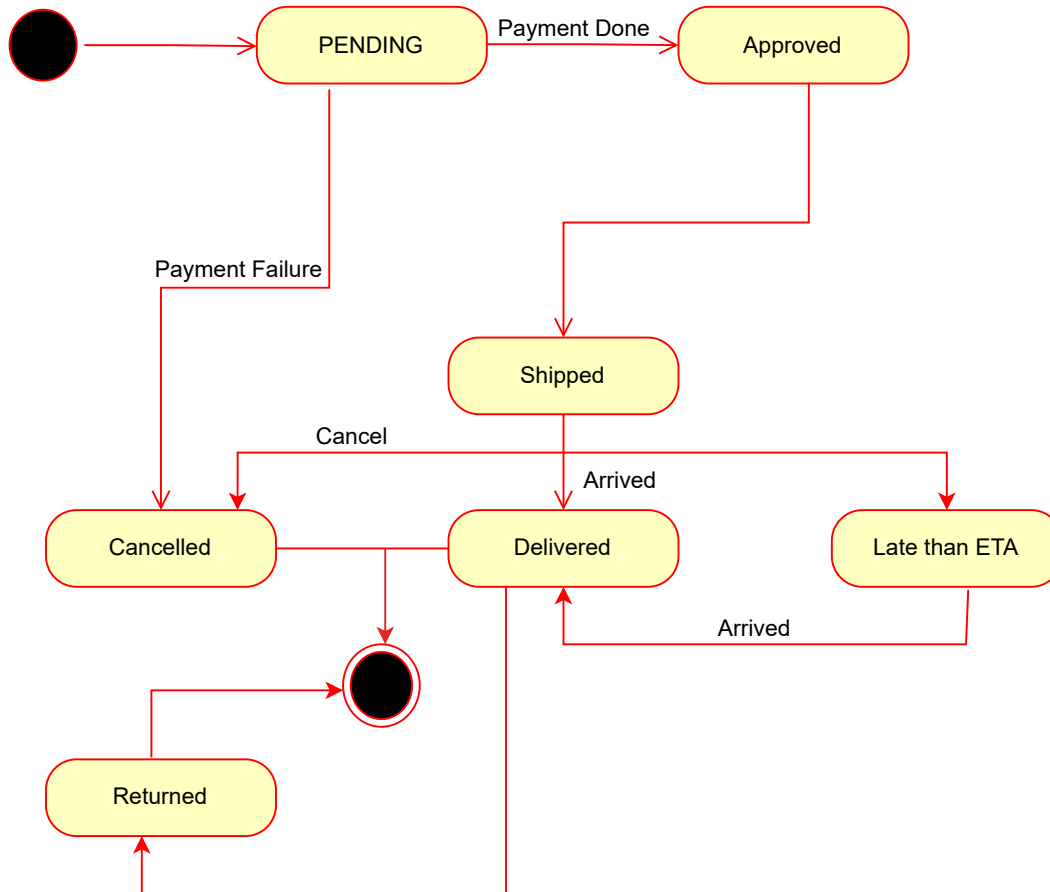 PENDING
Payment Done
Approved
Payment Failure
Shipped
Cancel
Arrived
Cancelled
Delivered
Late than ETA
Arrived
Returned